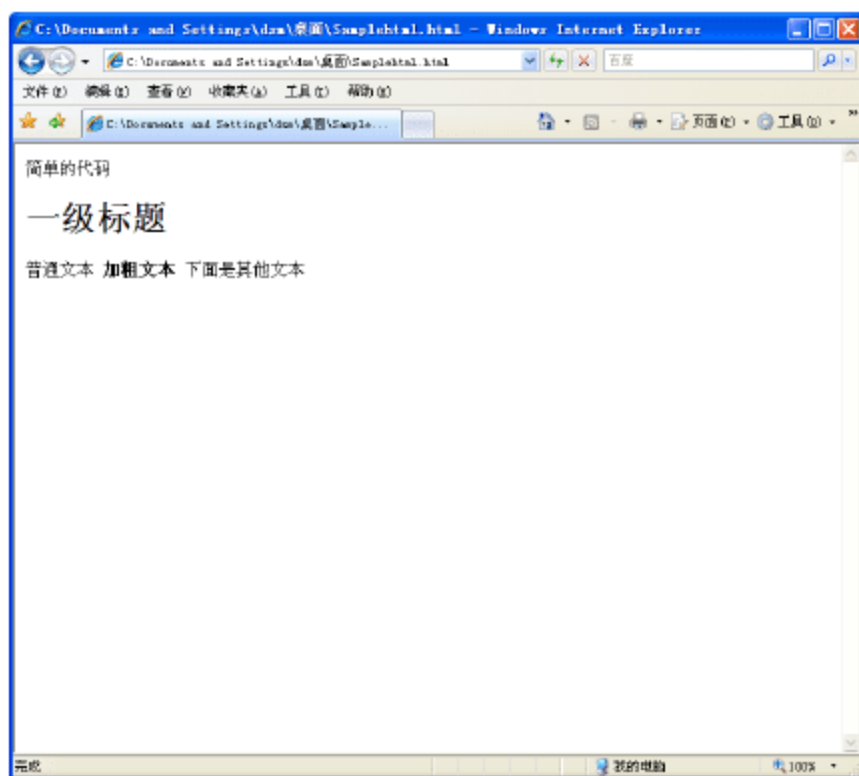 C:\Documents and Settings\dsm\桌面\Samplehtml.html - Windows Internet Explorer
C:\Documents and Settings\dsm\桌面\Samplehtml.html 百度
文件(F) 编辑(E) 查看(V) 收藏夹(A) 工具(T) 帮助(H)
C:\Documents and Settings\dsm\桌面\Sample... 页面(P) 工具(O) »
简单的代码
一级标题
普通文本 加粗文本 下面是其他文本
完成 我的电脑 100%